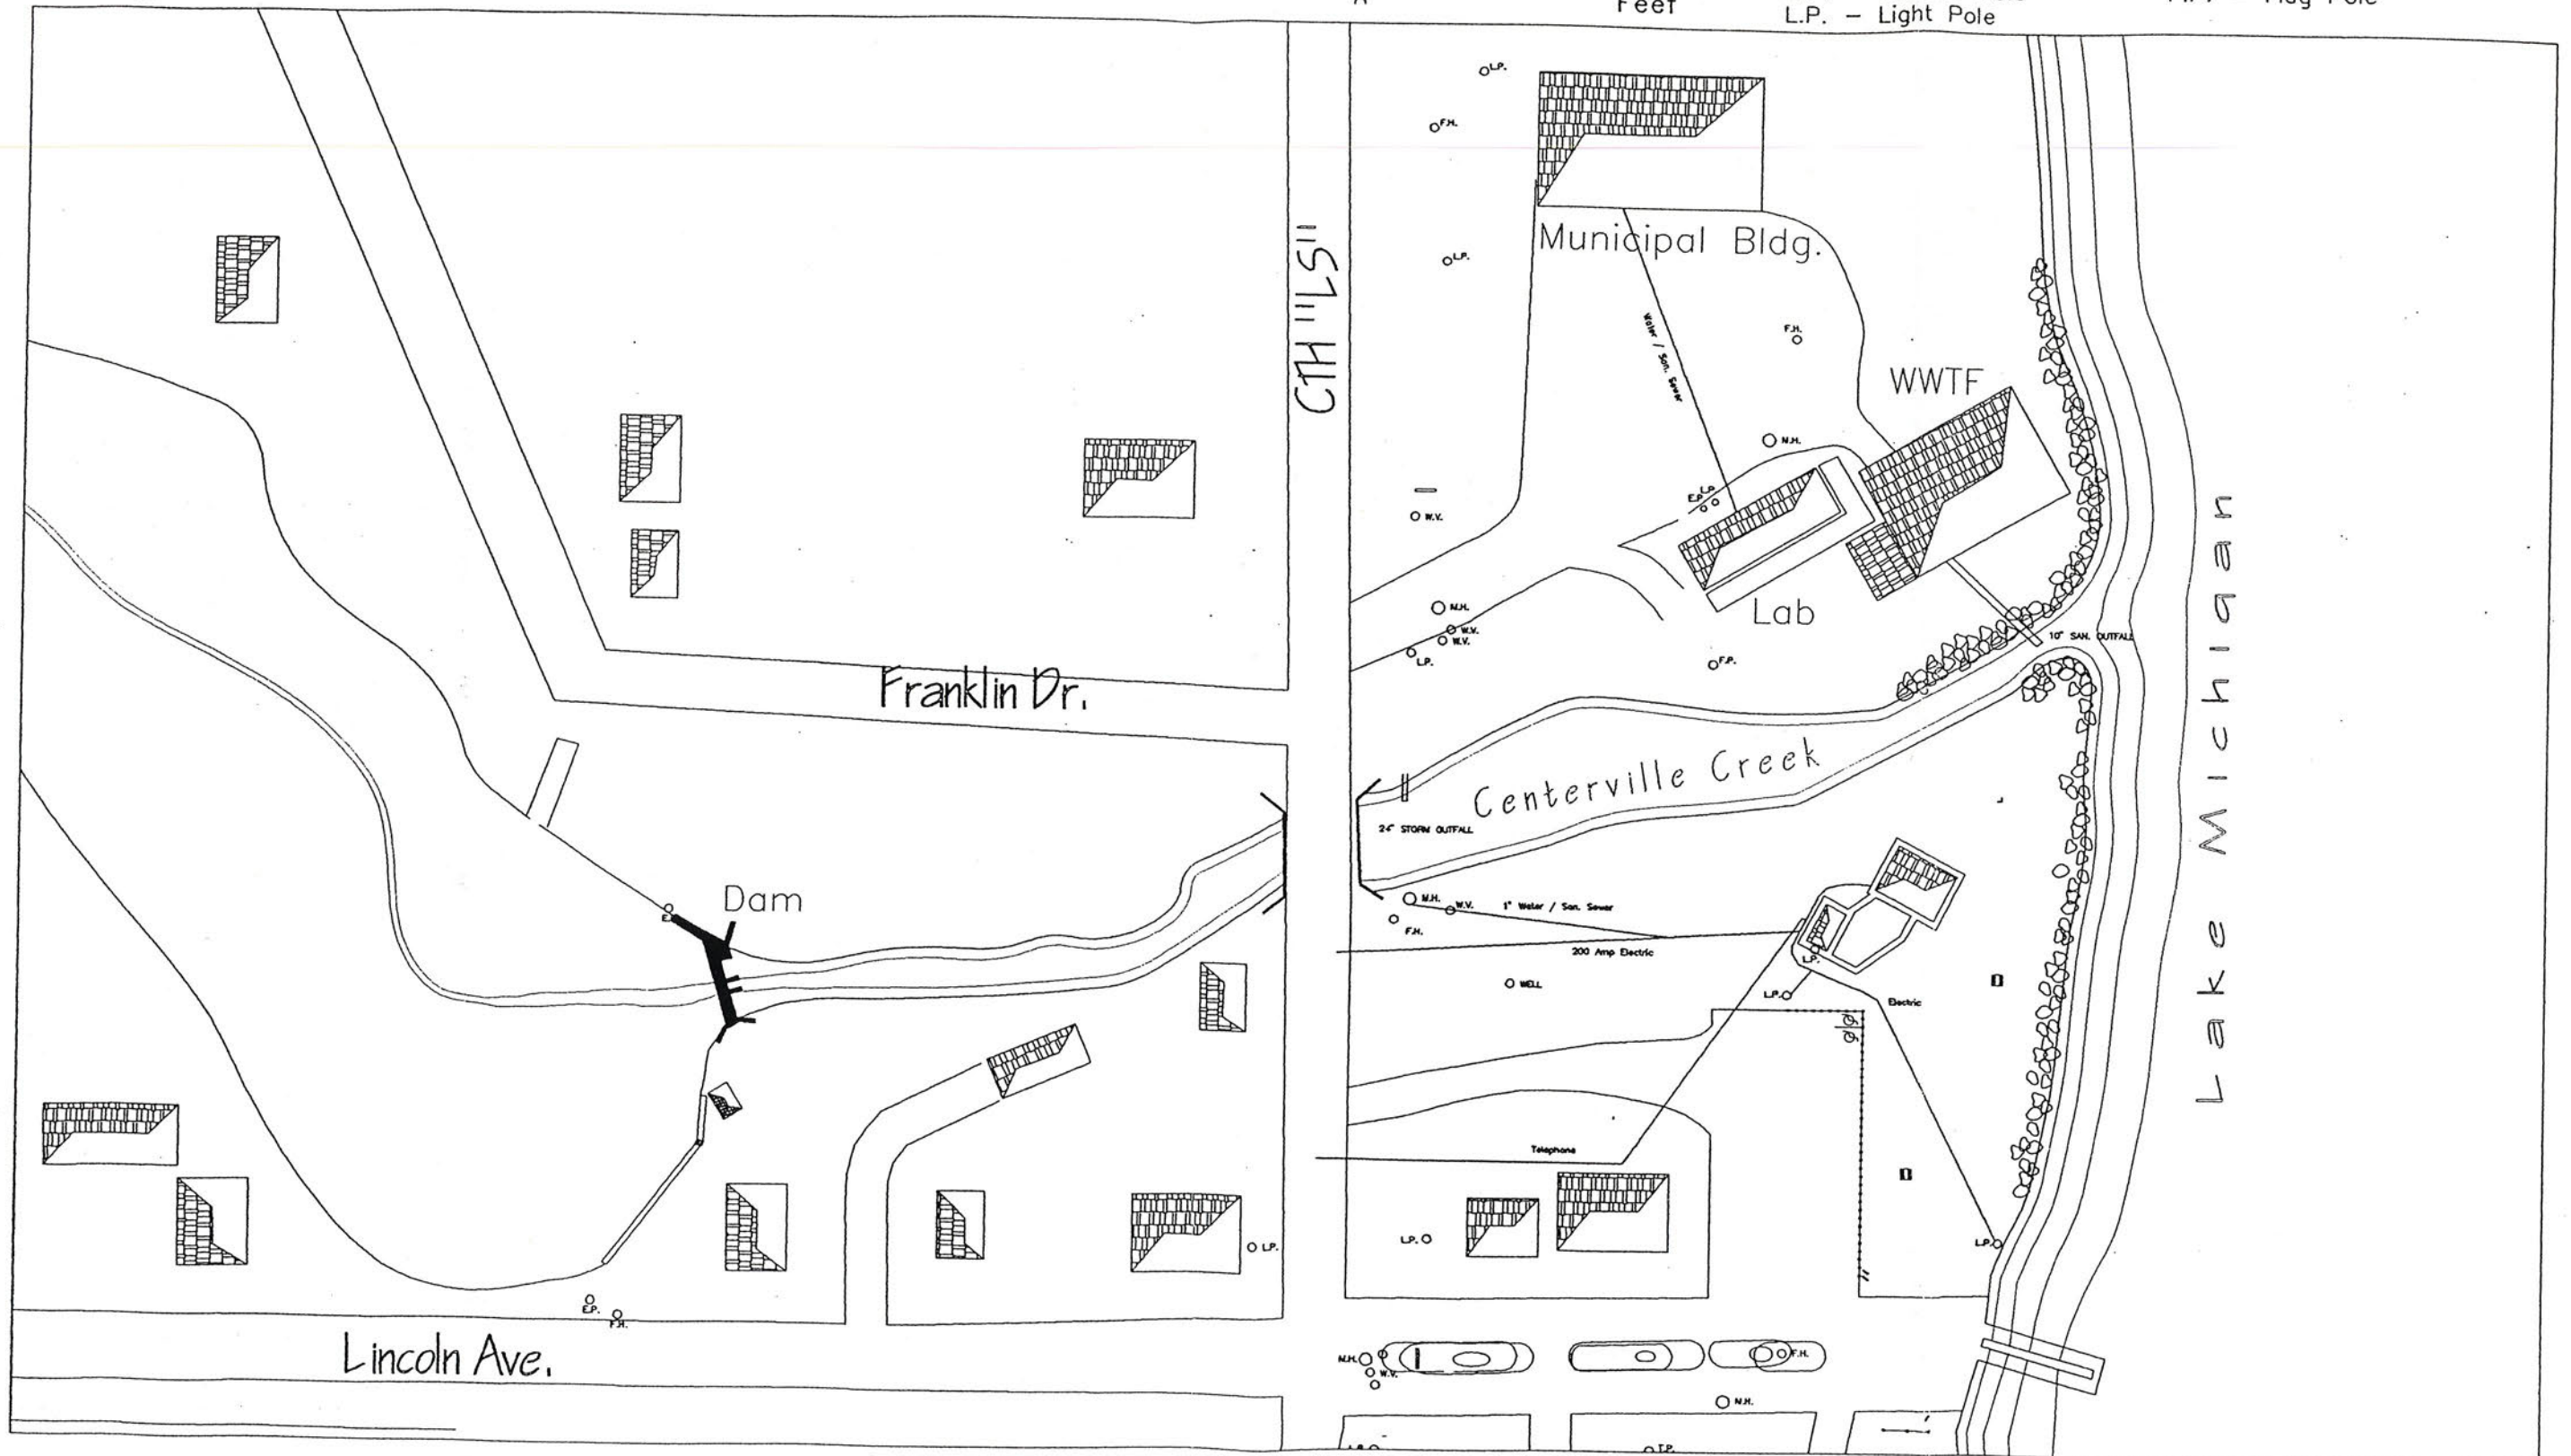 Feet
L.P. – Light Pole
L.P.
F.H.
Municipal Bldg.
CTH "LS"
L.P.
Water / San. Sewer
F.H.
WWTF
M.H.
L.P.
E.P.
W.V.
Lab
M.H.
W.V.
W.V.
L.P.
F.P.
10" SAN. OUTFALL
Lake Michigan
Franklin Dr.
Centerville Creek
24" STORM OUTFALL
Dam
E.
M.H.
W.V.
1" Water / San. Sewer
F.H.
200 Amp Electric
L.P.
WELL
L.P.
Electric
Telephone
L.P.
L.P.
L.P.
E.P.
F.H.
Lincoln Ave.
M.H.
F.H.
W.V.
M.H.